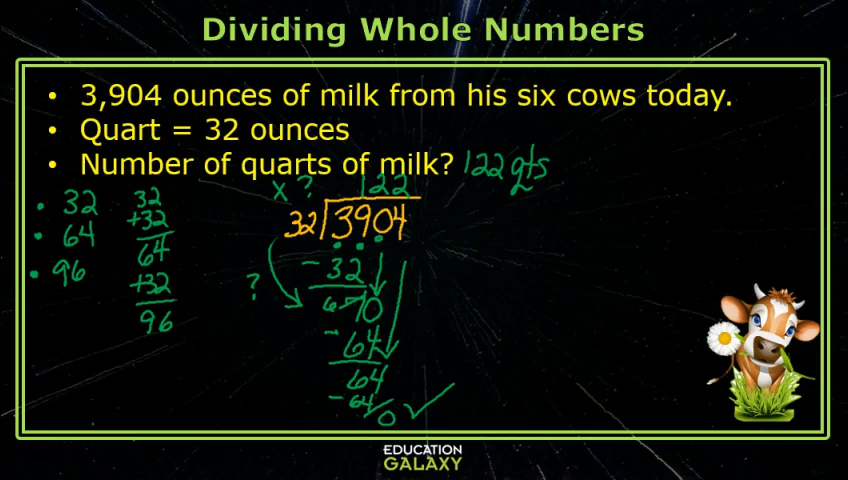 Dividing Whole Numbers
• 3,904 ounces of milk from his six cows today.
• Quart = 32 ounces
• Number of quarts of milk? 122 qts
x ? 122
32 3904
• 32
• 64
• 96
32
+32
64
+32
96
?
- 32
70
- 64
64
- 64
0 ✓
EDUCATION
GALAXY